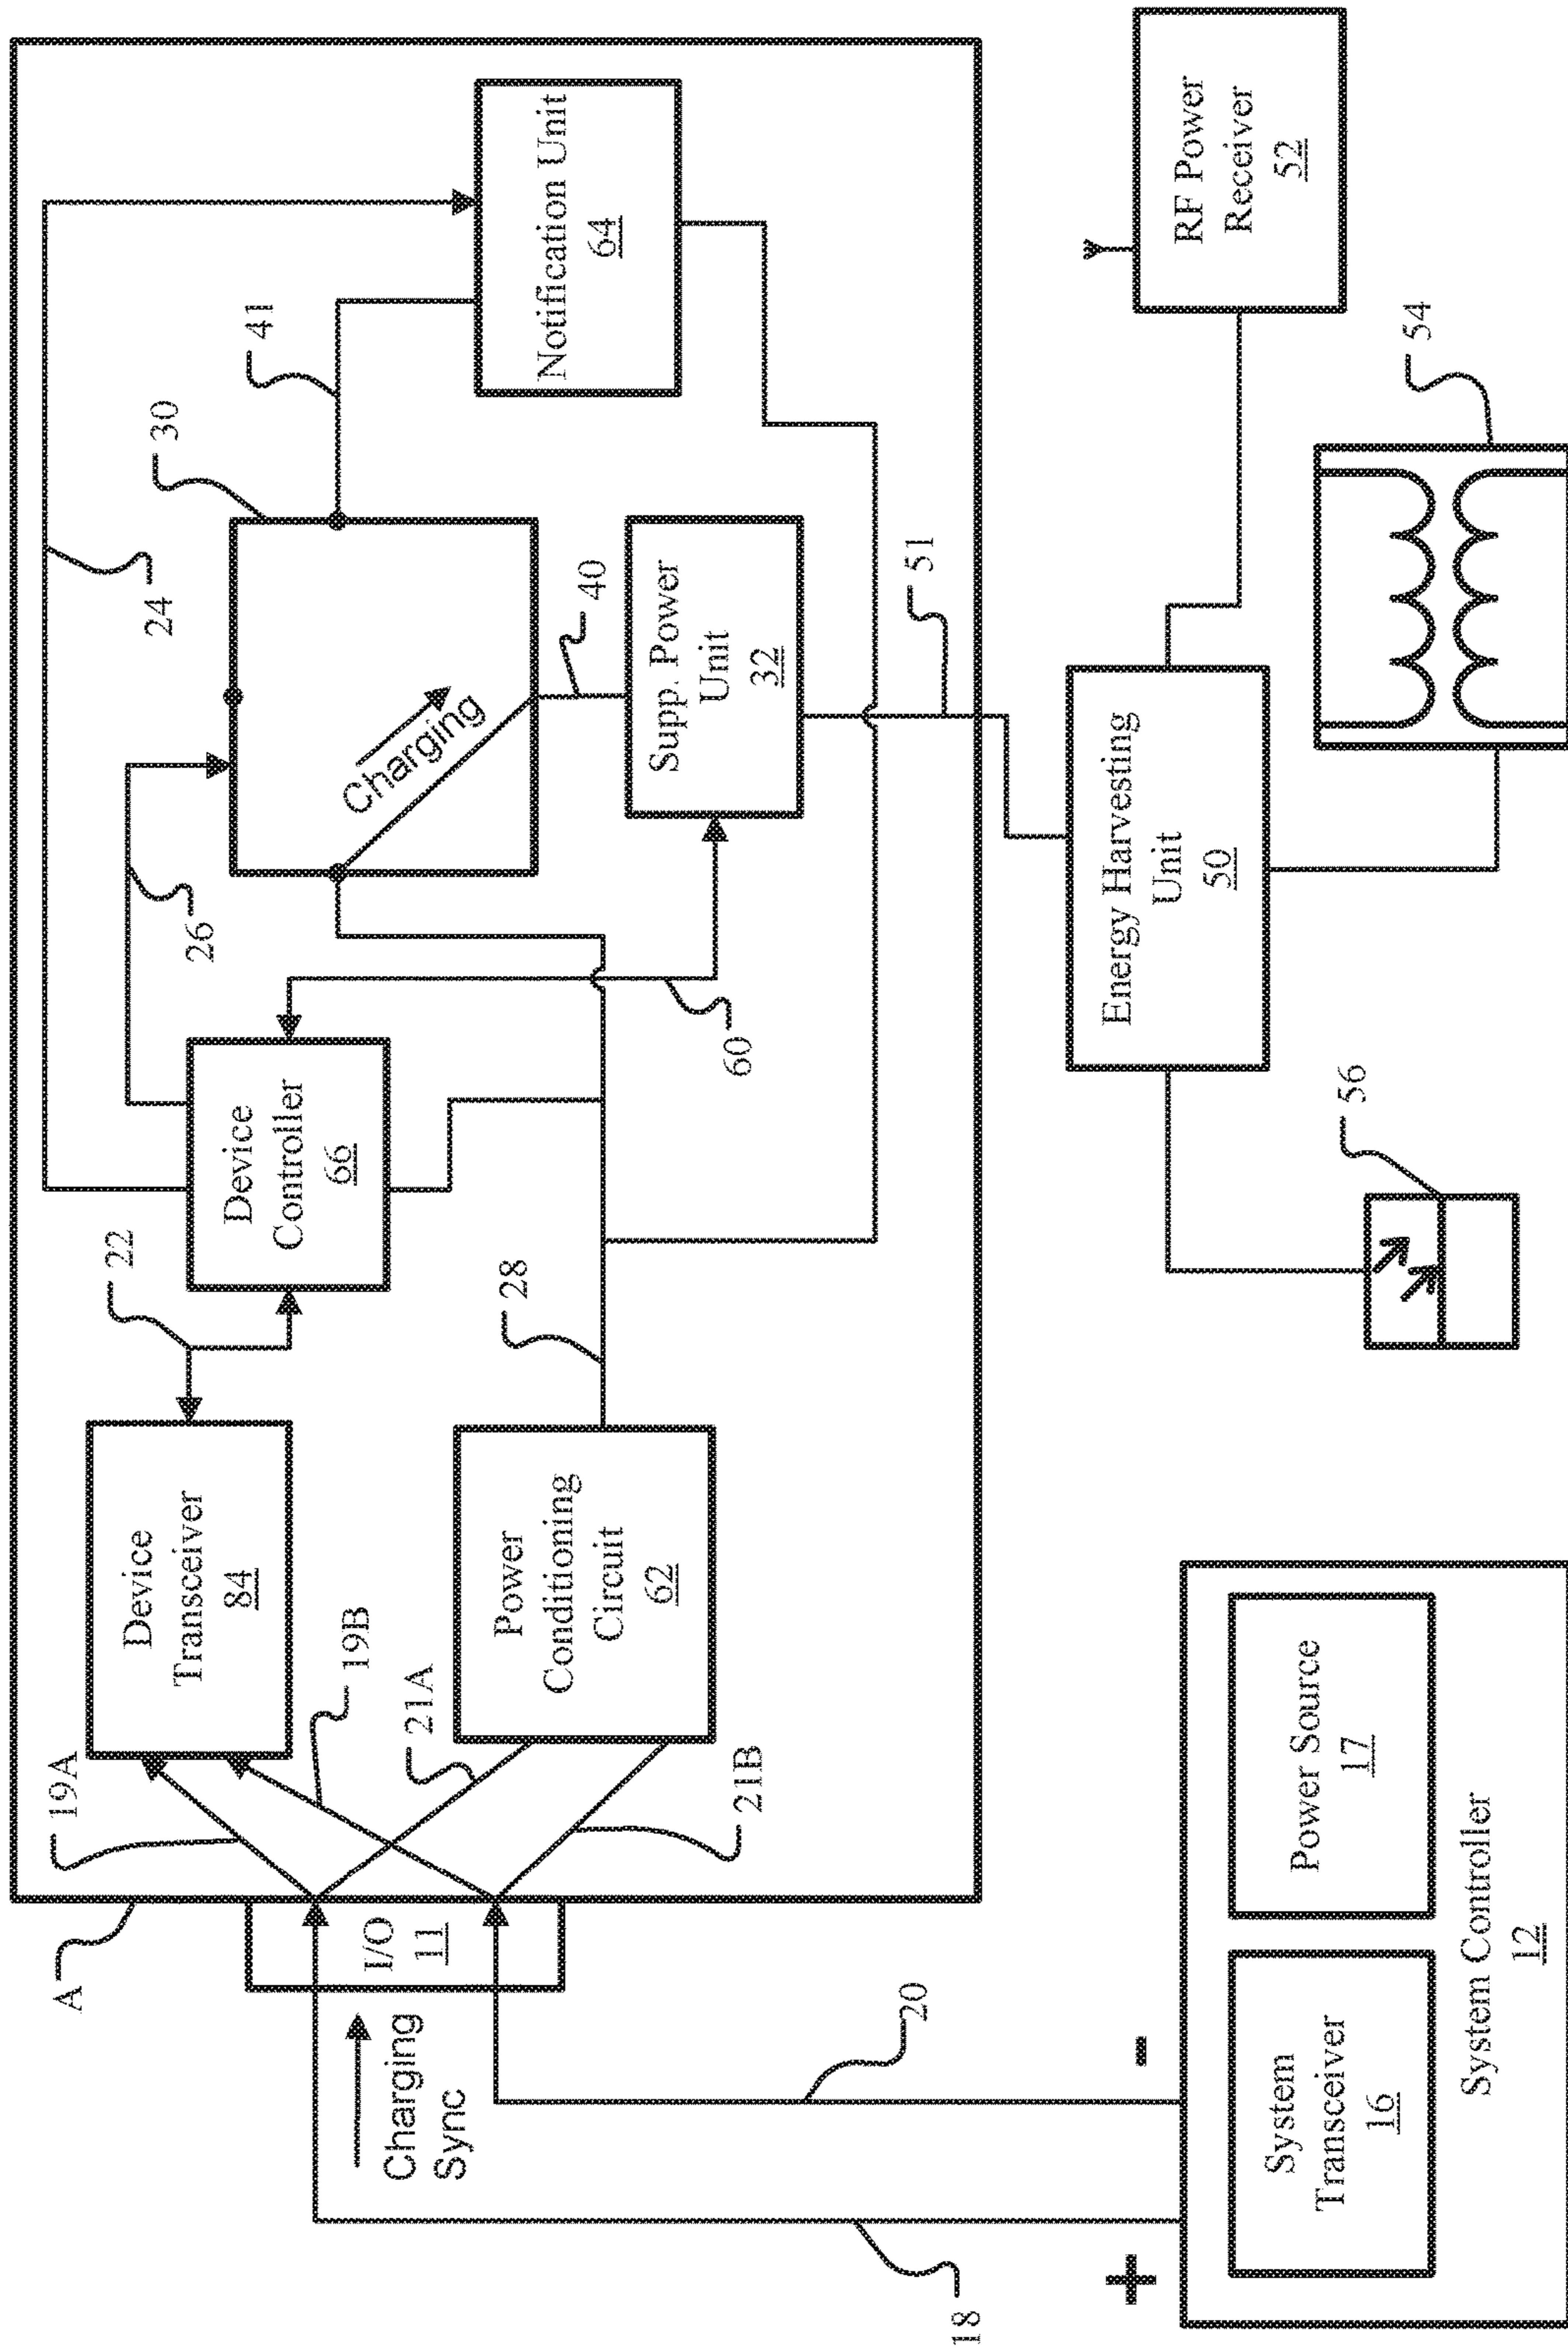 A
19A
19B
21A
21B
Device
Transceiver
84
22
Device
Controller
66
24
26
30
41
Notification Unit
64
Charging
40
Supp. Power
Unit
32
60
28
Power
Conditioning
Circuit
62
I/O
11
Charging
Sync
51
20
18
+
-
System
Transceiver
16
Power Source
17
System Controller
12
Energy Harvesting
Unit
50
56
54
RF Power
Receiver
52